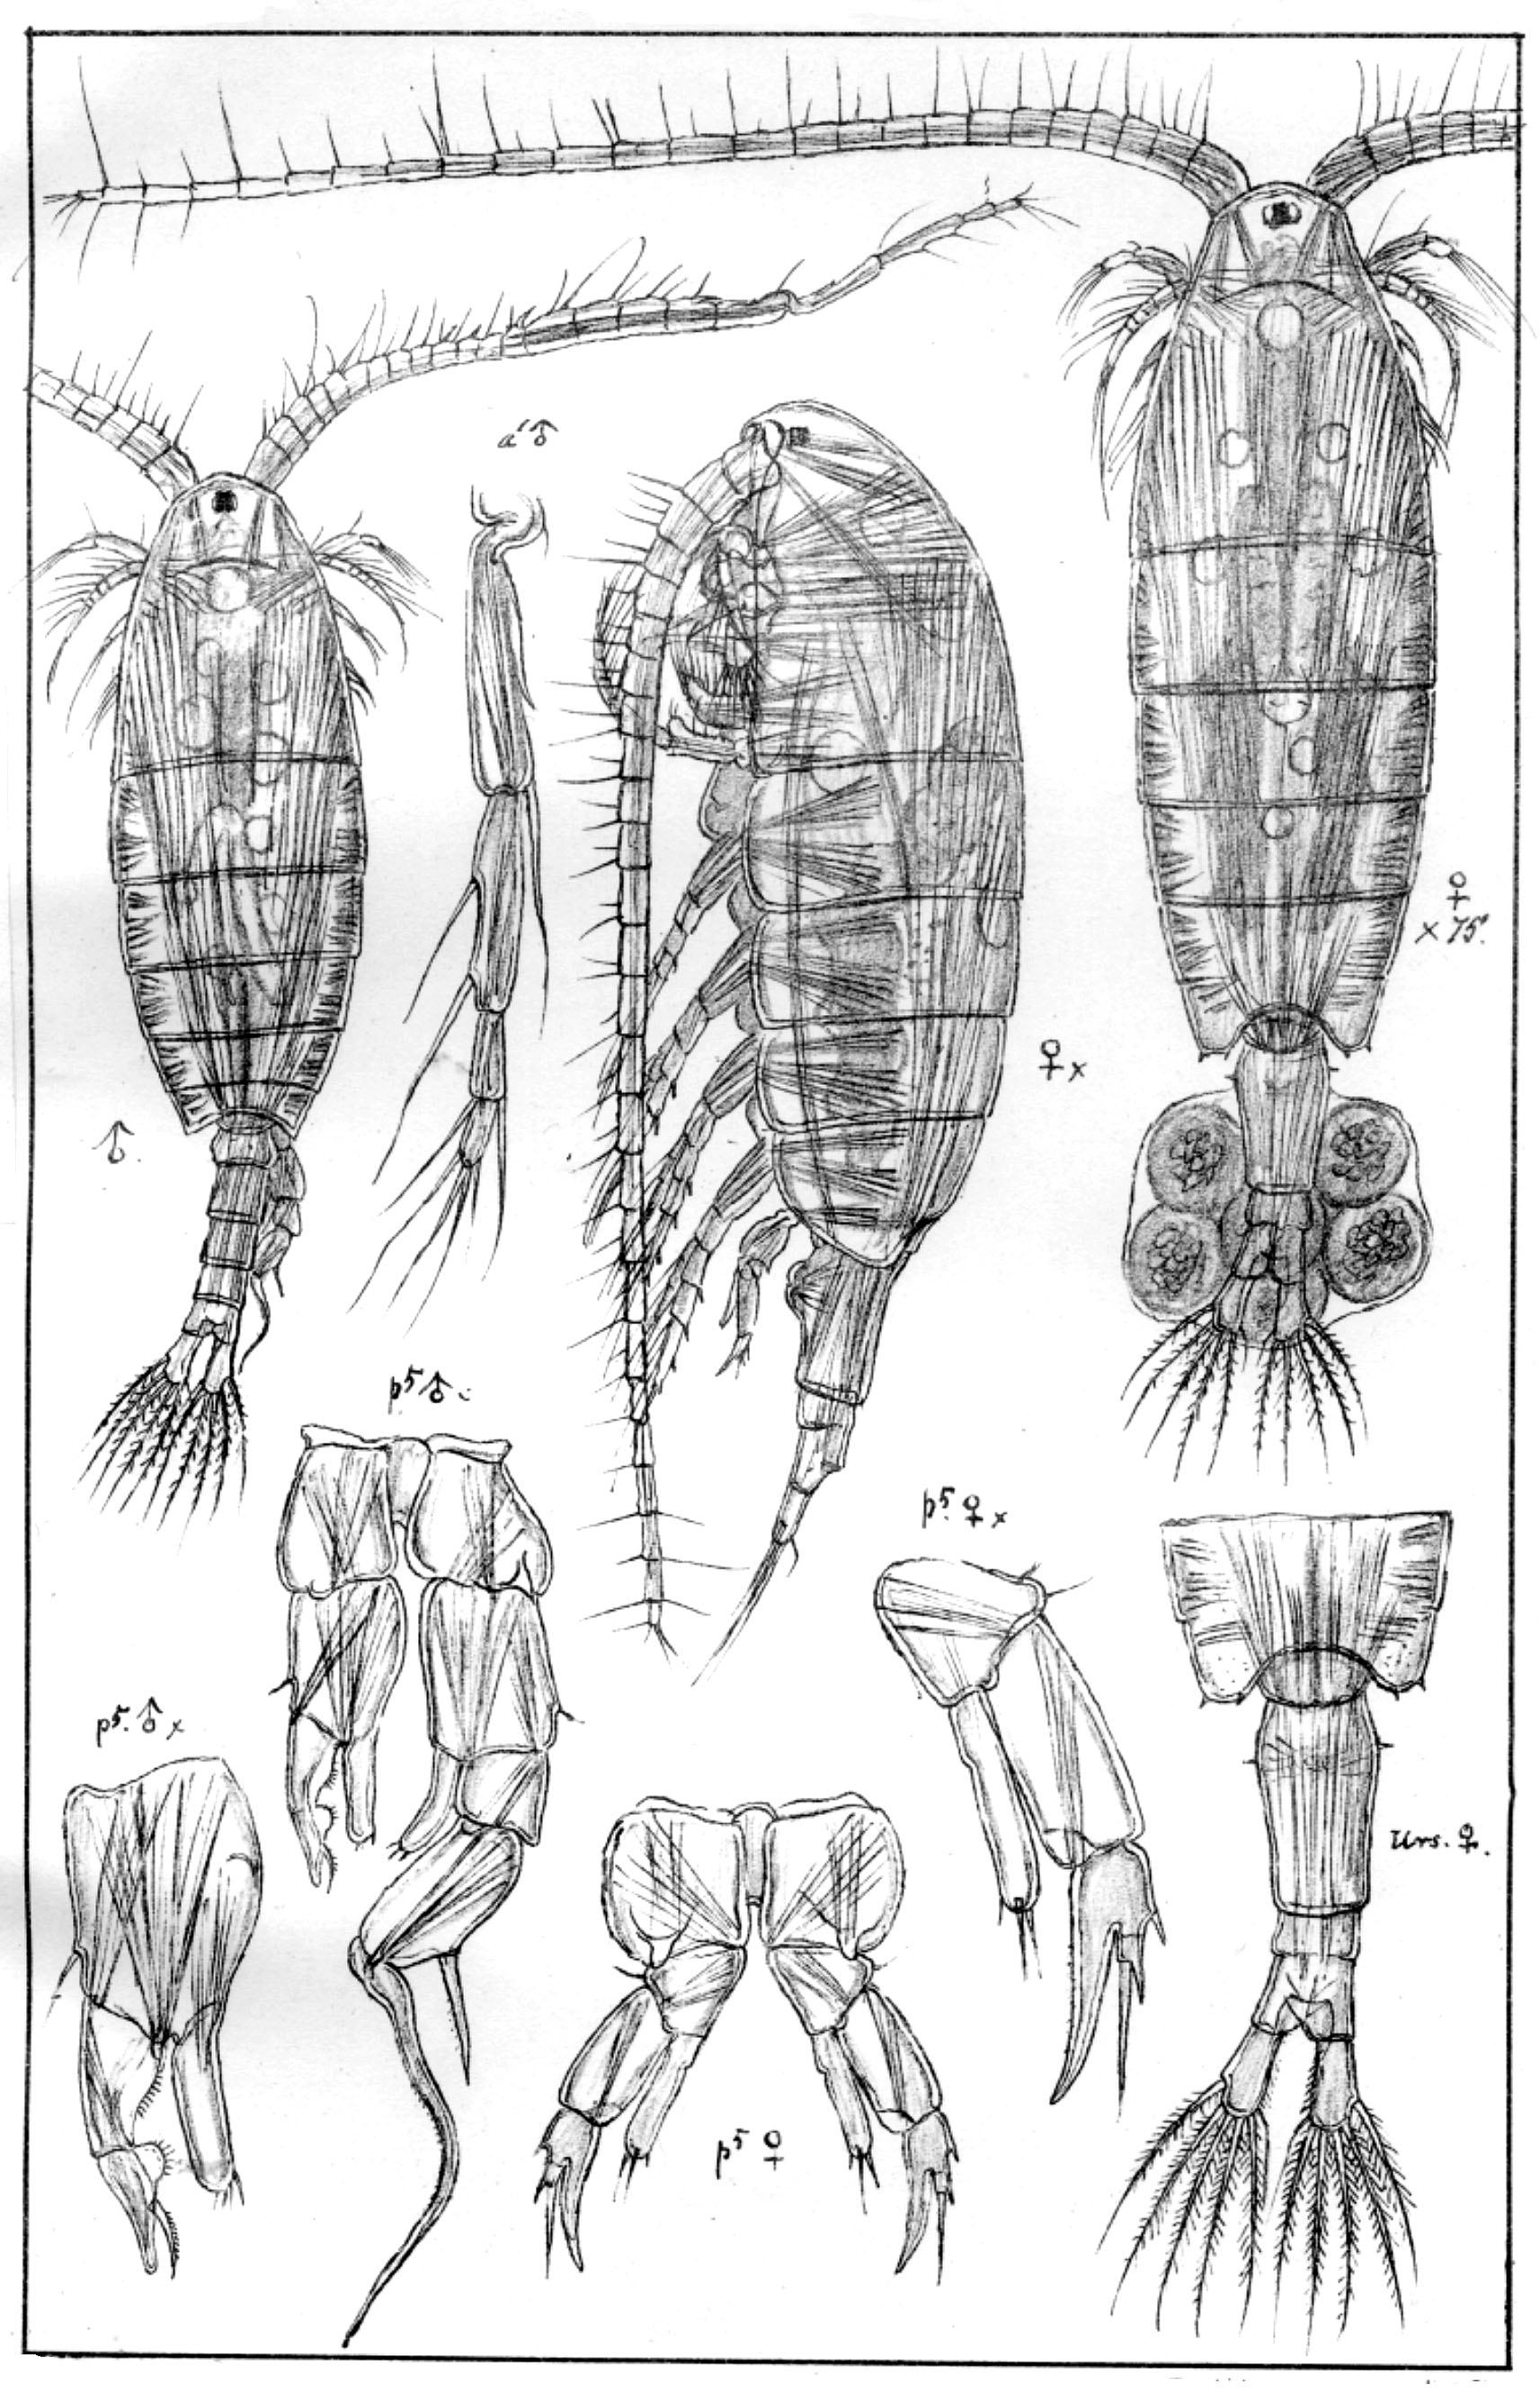 a' ♂
♀
× 75.
♀ x
♂.
p5 ♂.
p5. ♀ x
p5. ♂ x
Urs. ♀.
p5 ♀